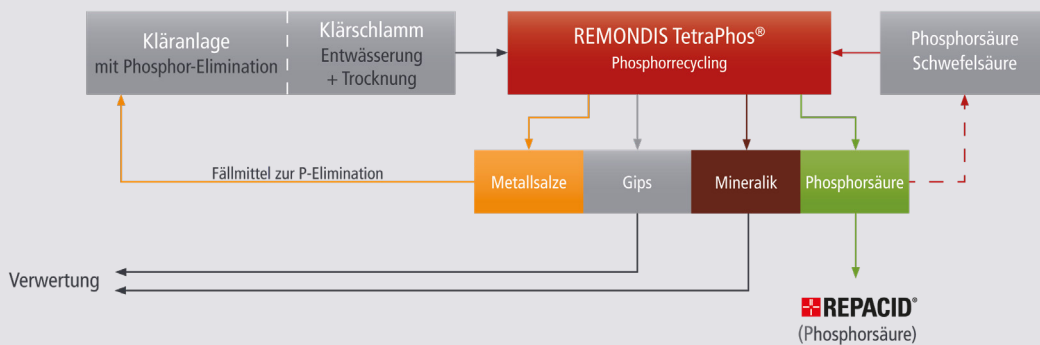 Kläranlage
mit Phosphor-Elimination
Klärschlamm
Entwässerung
+ Trocknung
REMONDIS TetraPhos®
Phosphorrecycling
Phosphorsäure
Schwefelsäure
Fällmittel zur P-Elimination
Metallsalze
Gips
Mineralik
Phosphorsäure
Verwertung
REPACID®
(Phosphorsäure)